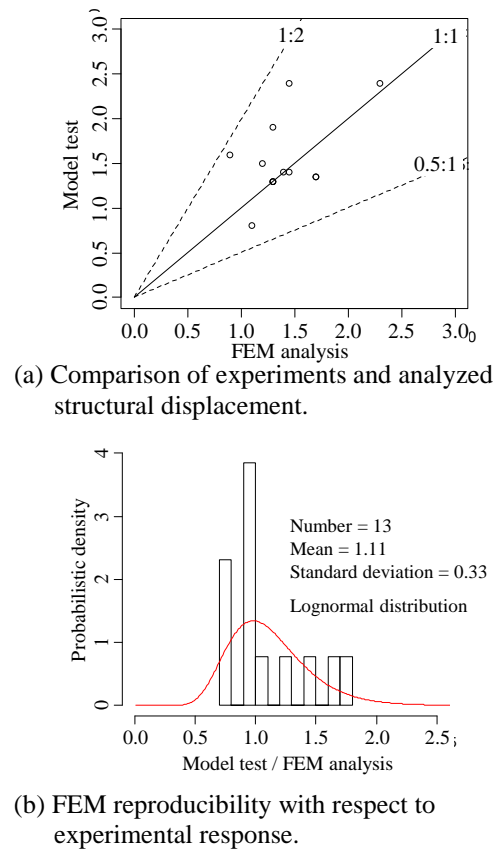 3.0
2.5
2.0
1.5
1.0
0.5
0.0
Model test
1:2
1:1
0.5:1
0.0 0.5 1.0 1.5 2.0 2.5 3.0
FEM analysis
(a) Comparison of experiments and analyzed
structural displacement.
4
3
2
1
0
Probabilistic density
Number = 13
Mean = 1.11
Standard deviation = 0.33
Lognormal distribution
0.0 0.5 1.0 1.5 2.0 2.5
Model test / FEM analysis
(b) FEM reproducibility with respect to
experimental response.